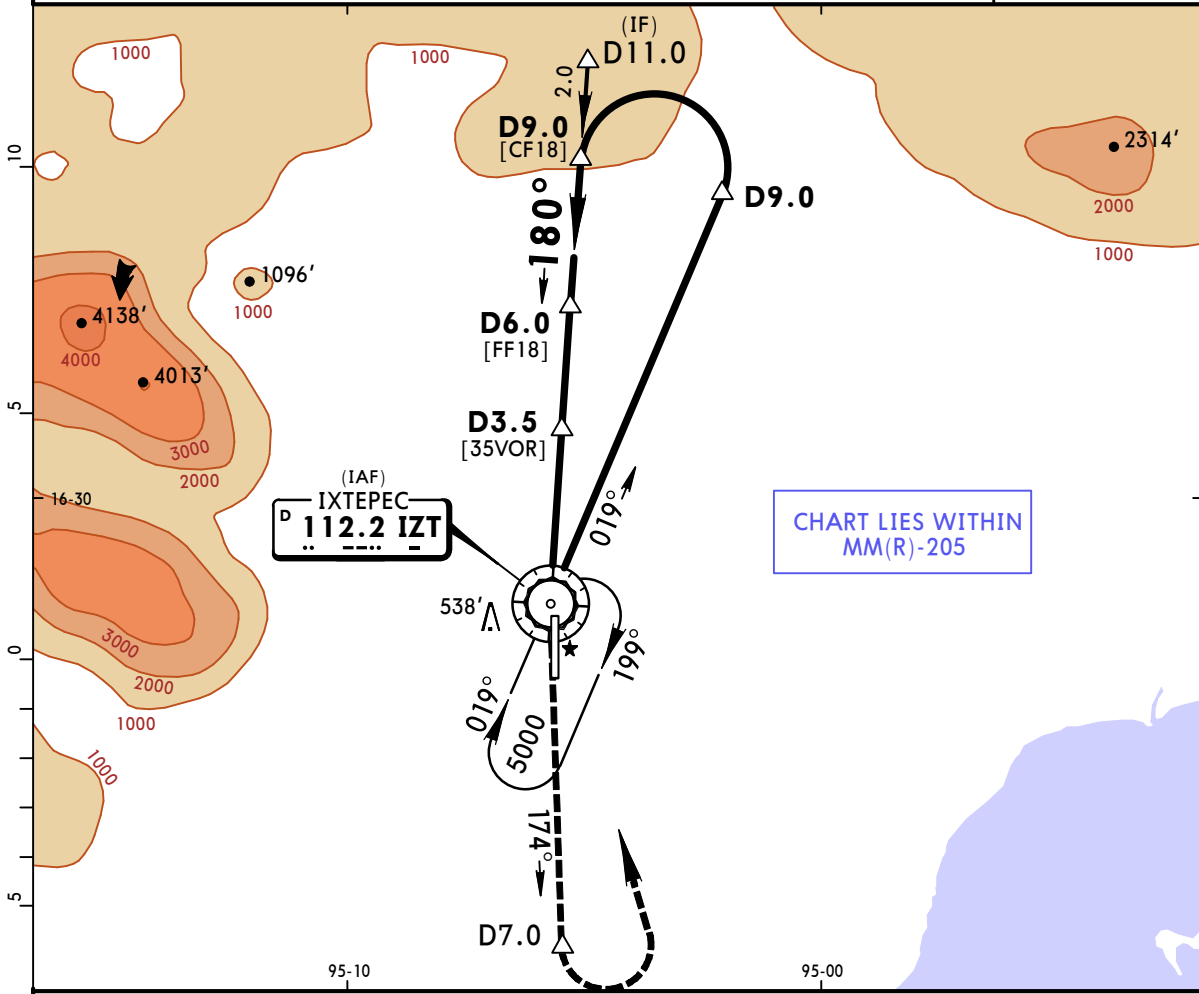 (IF)
D11.0
1000
1000
2.0
D9.0
[CF18]
2314'
10
180°
D9.0
2000
1000
1096'
1000
4138'
4000
D6.0
[FF18]
4013'
5
D3.5
[35VOR]
3000
2000
(IAF)
16-30
IXTEPEC
D 112.2 IZT
019°
CHART LIES WITHIN
MM(R)-205
538'
3000
0
199°
2000
019°
1000
5000
1000
174°
5
D7.0
95-10
95-00